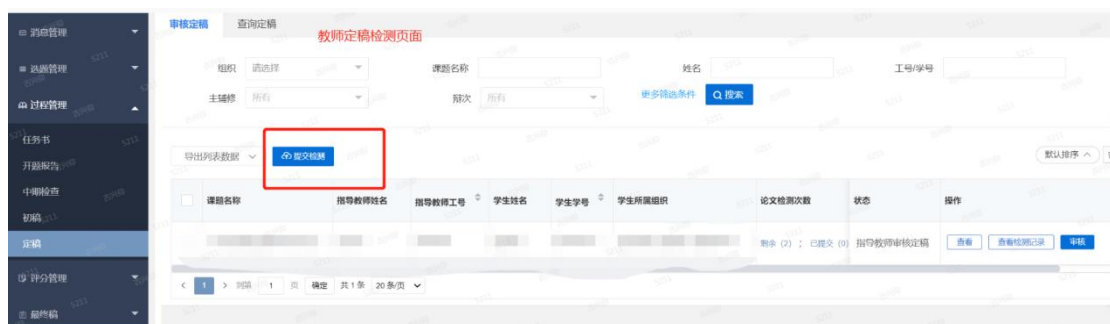 消息管理
选题管理
过程管理
任务书
开题报告
中期检查
初稿
定稿
评分管理
最终稿
审核定稿 查询定稿
教师定稿检测页面
组织 请选择 课题名称 姓名 工号/学号
主辅修 所有 辩次 所有 更多筛选条件 搜索
导出列表数据 提交检测 默认排序
课题名称 指导教师姓名 指导教师工号 学生姓名 学生学号 学生所属组织 论文检测次数 状态 操作
剩余 (2) ; 已提交 (0) 指导教师审核定稿 查看 查看检测记录 审核
1 到第 1 页 确定 共 1 条 20 条/页
5211